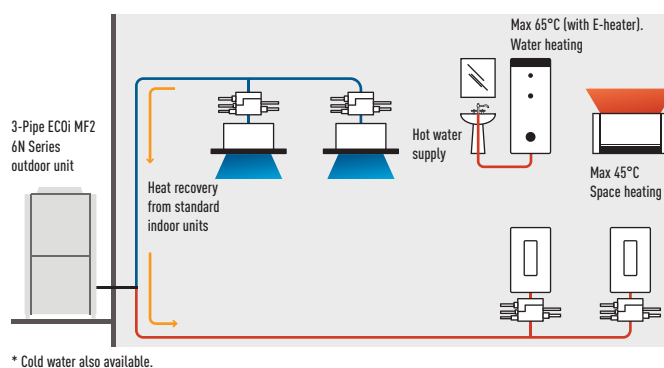 Max 65°C (with E-heater).
Water heating
3-Pipe ECOi MF2
6N Series
outdoor unit
Hot water
supply
Max 45°C
Space heating
Heat recovery
from standard
indoor units
* Cold water also available.